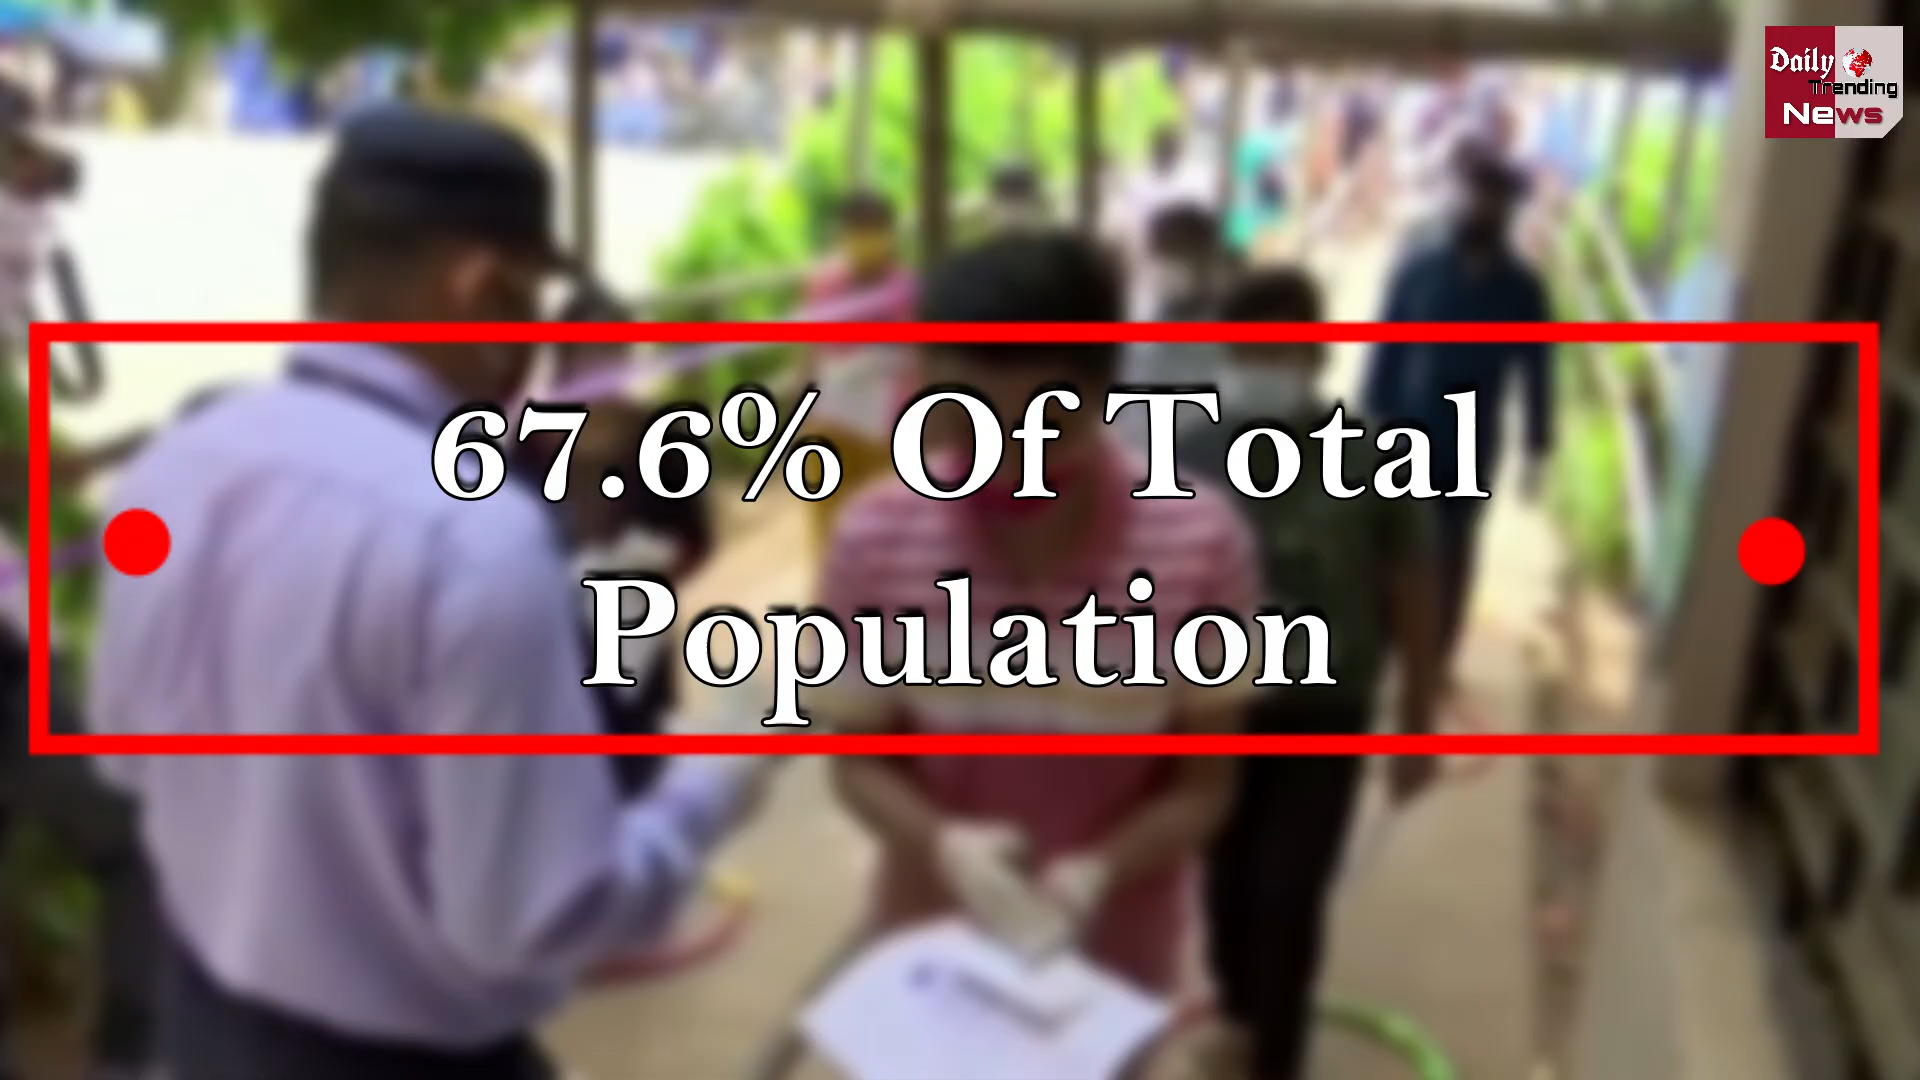 Daily
Trending
News
67.6% Of Total
Population